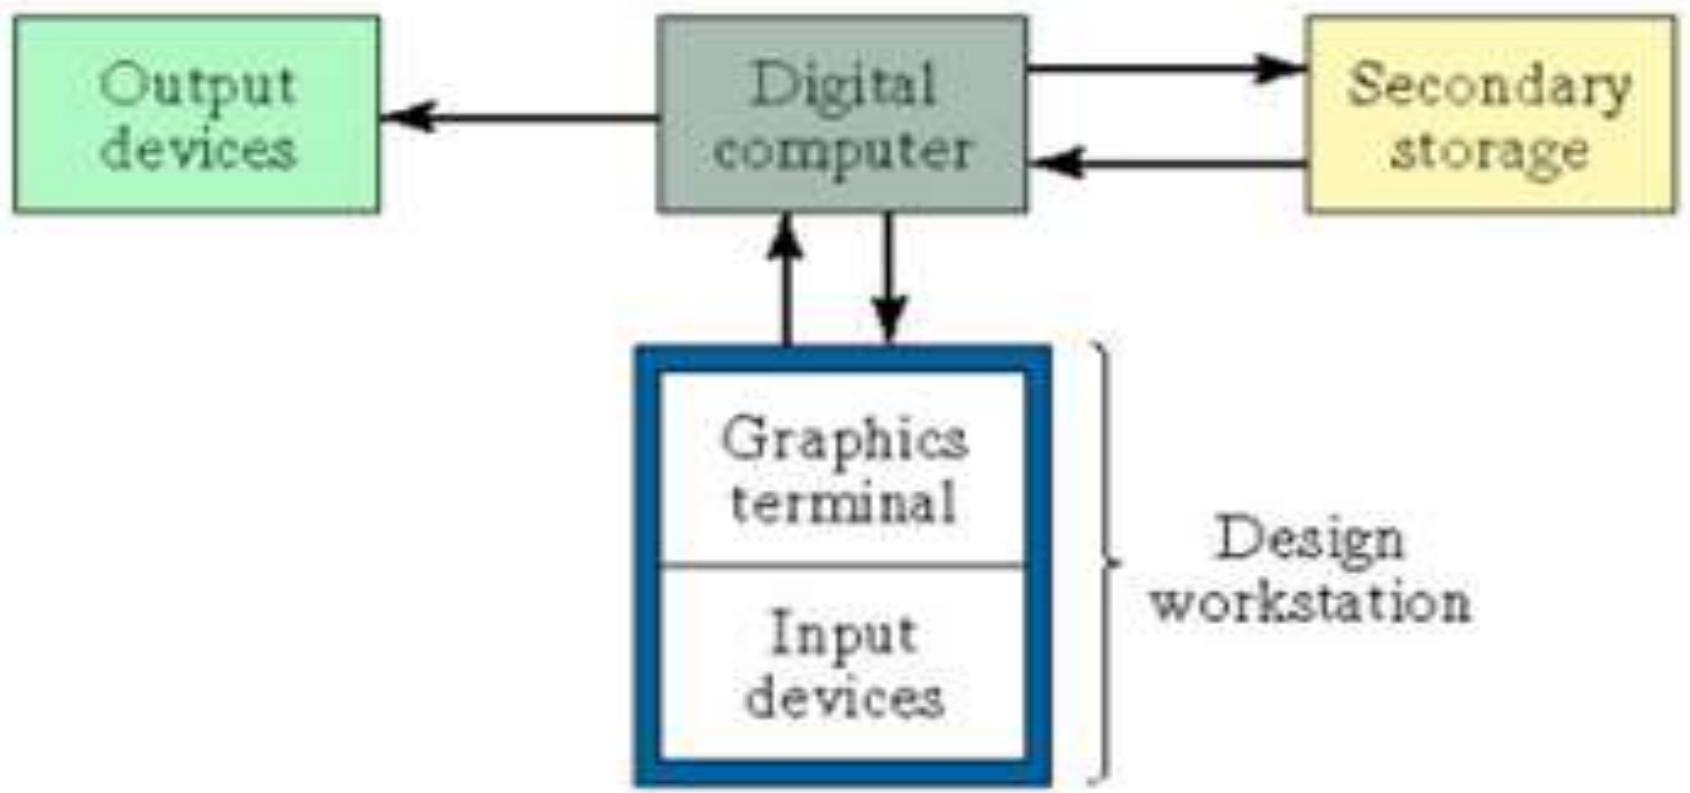 Output
devices
Digital
computer
Secondary
storage
Graphics
terminal
Input
devices
Design
workstation